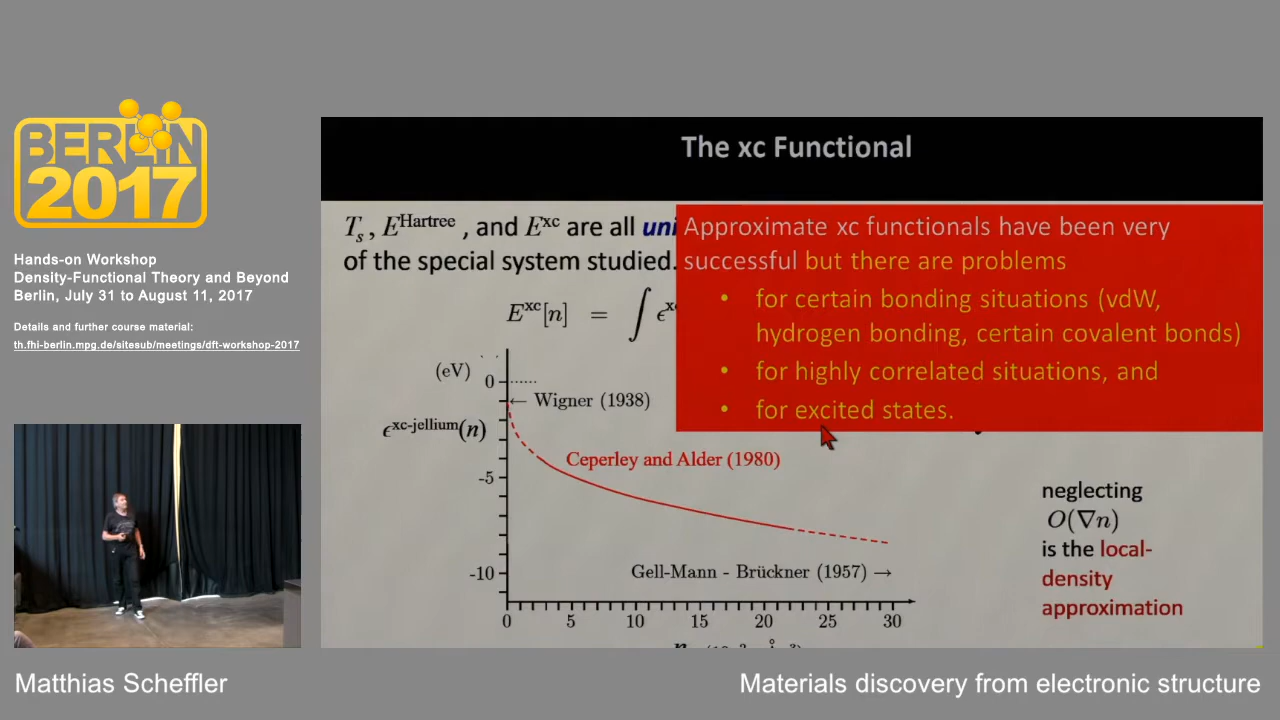 BERLIN
2017
Hands-on Workshop
Density-Functional Theory and Beyond
Berlin, July 31 to August 11, 2017
Details and further course material:
th.fhi-berlin.mpg.de/sitesub/meetings/dft-workshop-2017
The xc Functional
Tₛ, E^Hartree, and E^xc are all
of the special system studied.
E^xc[n] = ∫
Approximate xc functionals have been very
successful but there are problems
• for certain bonding situations (vdW,
hydrogen bonding, certain covalent bonds)
• for highly correlated situations, and
• for excited states.
(eV)
0
← Wigner (1938)
ϵ^xc-jellium(n)
Ceperley and Alder (1980)
-5
Gell-Mann - Brückner (1957) →
-10
0 5 10 15 20 25 30
neglecting
O(∇n)
is the local-
density
approximation
Matthias Scheffler
Materials discovery from electronic structure